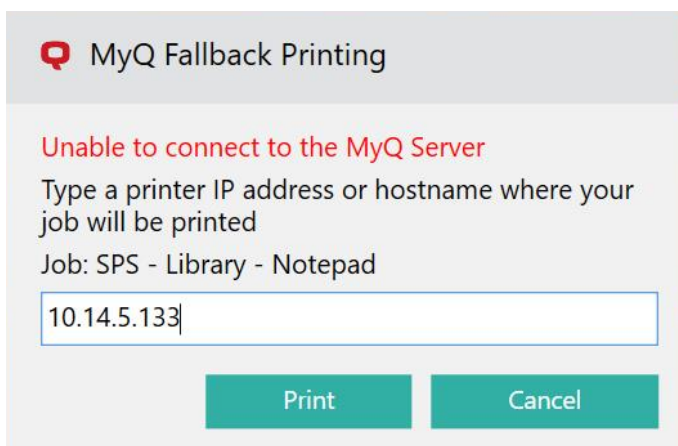 MyQ Fallback Printing
Unable to connect to the MyQ Server
Type a printer IP address or hostname where your
job will be printed
Job: SPS - Library - Notepad
10.14.5.133
Print
Cancel